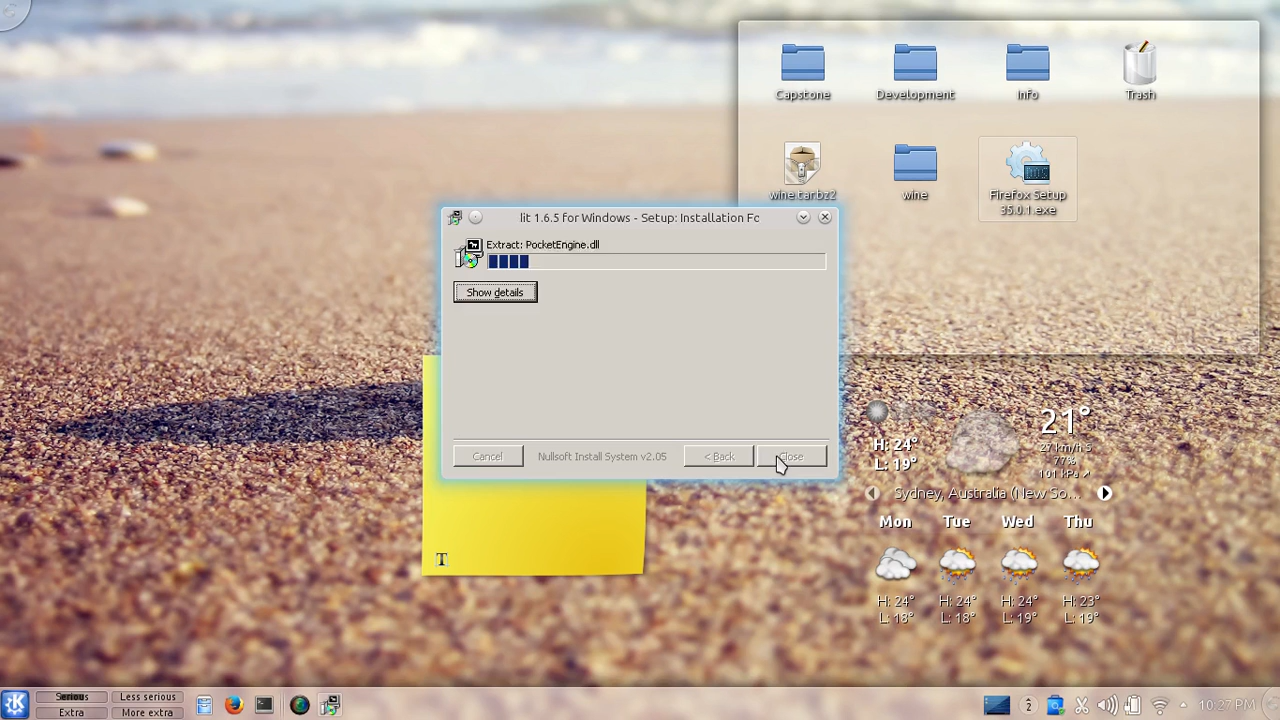 Capstone
Development
Info
Trash
wine.tar.bz2
wine
Firefox Setup
35.0.1.exe
DOS
lit 1.6.5 for Windows - Setup: Installation Fo
Extract: PocketEngine.dll
Show details
Cancel
Nullsoft Install System v2.05
< Back
Close
T
H: 24°
L: 19°
21°
27 km/h S
77%
101 kPa
Sydney, Australia (New So...
Mon
Tue
Wed
Thu
H: 24°
H: 24°
H: 24°
H: 23°
L: 18°
L: 18°
L: 19°
L: 19°
Serious
Less serious
Extra
More extra
2
10:27 PM